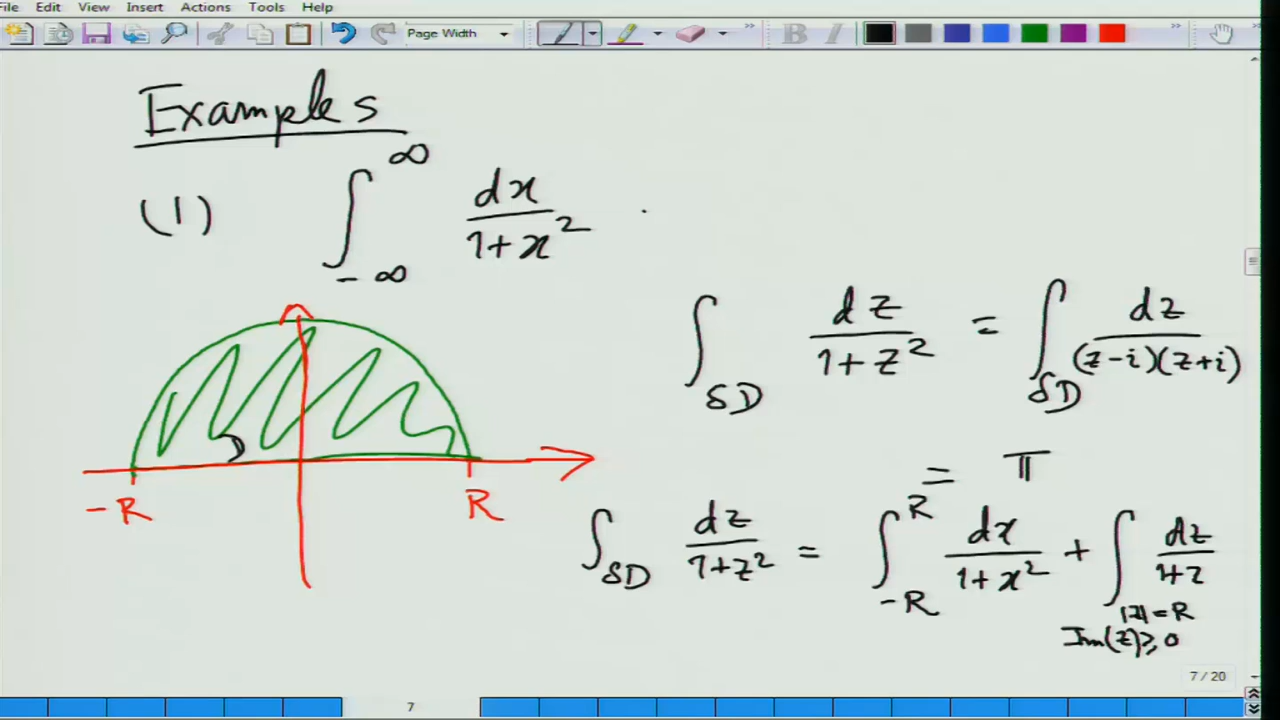 File Edit View Insert Actions Tools Help
Page Width
Examples
(1) ∫_{-∞}^{∞} dx/(1+x²)
∫_{δD} dz/(1+z²) = ∫_{δD} dz/((z-i)(z+i))
= π
-R R
∫_{δD} dz/(1+z²) = ∫_{-R}^{R} dx/(1+x²) + ∫_{|z|=R, Im(z)≥0} dz/(1+z
7 / 20
7